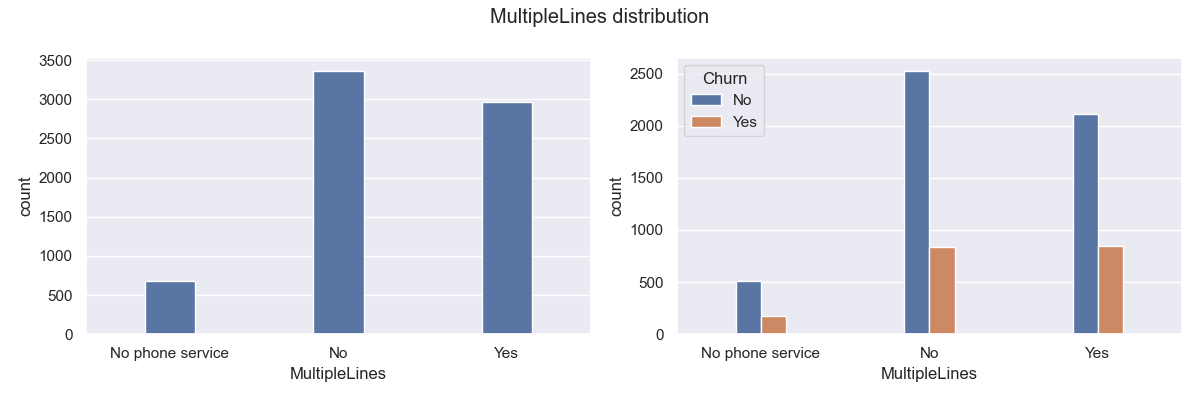 MultipleLines distribution
3500
3000
2500
2000
1500
1000
500
0
count
No phone service No Yes
MultipleLines
2500
2000
1500
1000
500
0
count
Churn
No
Yes
No phone service No Yes
MultipleLines